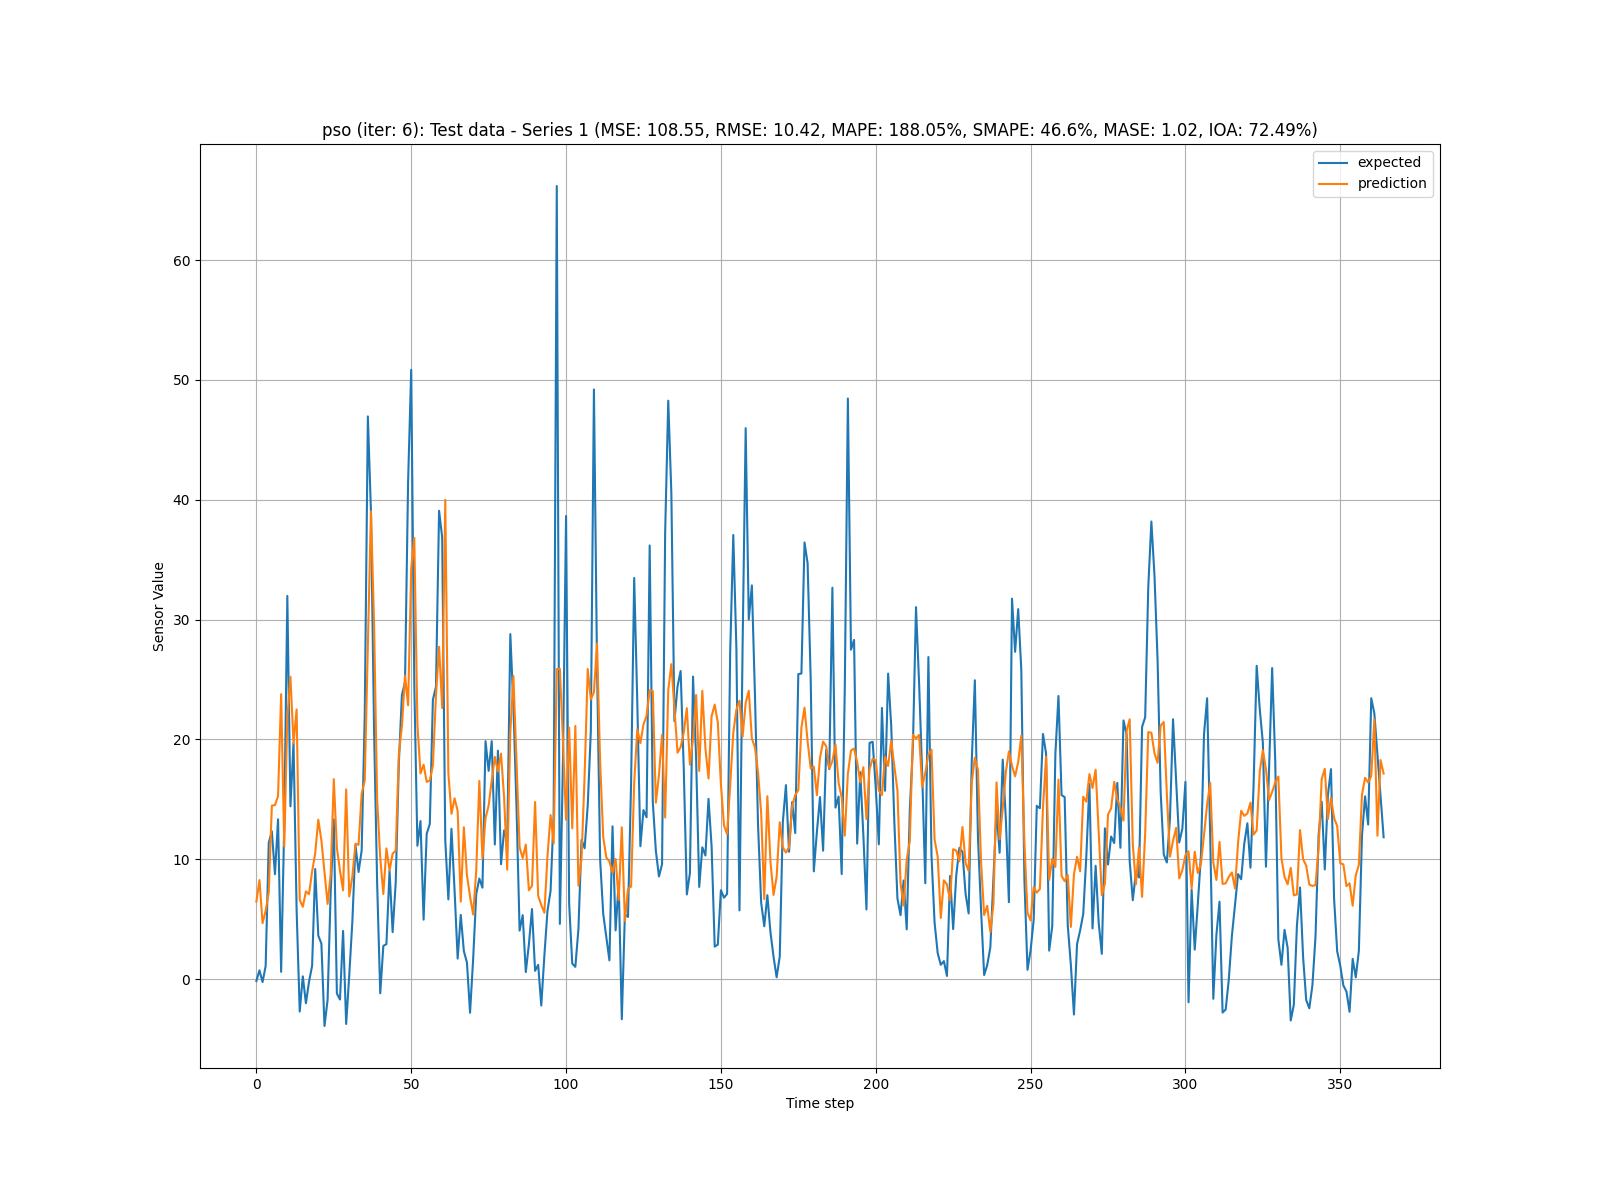 pso (iter: 6): Test data - Series 1 (MSE: 108.55, RMSE: 10.42, MAPE: 188.05%, SMAPE: 46.6%, MASE: 1.02, IOA: 72.49%)
expected
prediction
60
50
40
30
20
10
0
Sensor Value
0 50 100 150 200 250 300 350
Time step